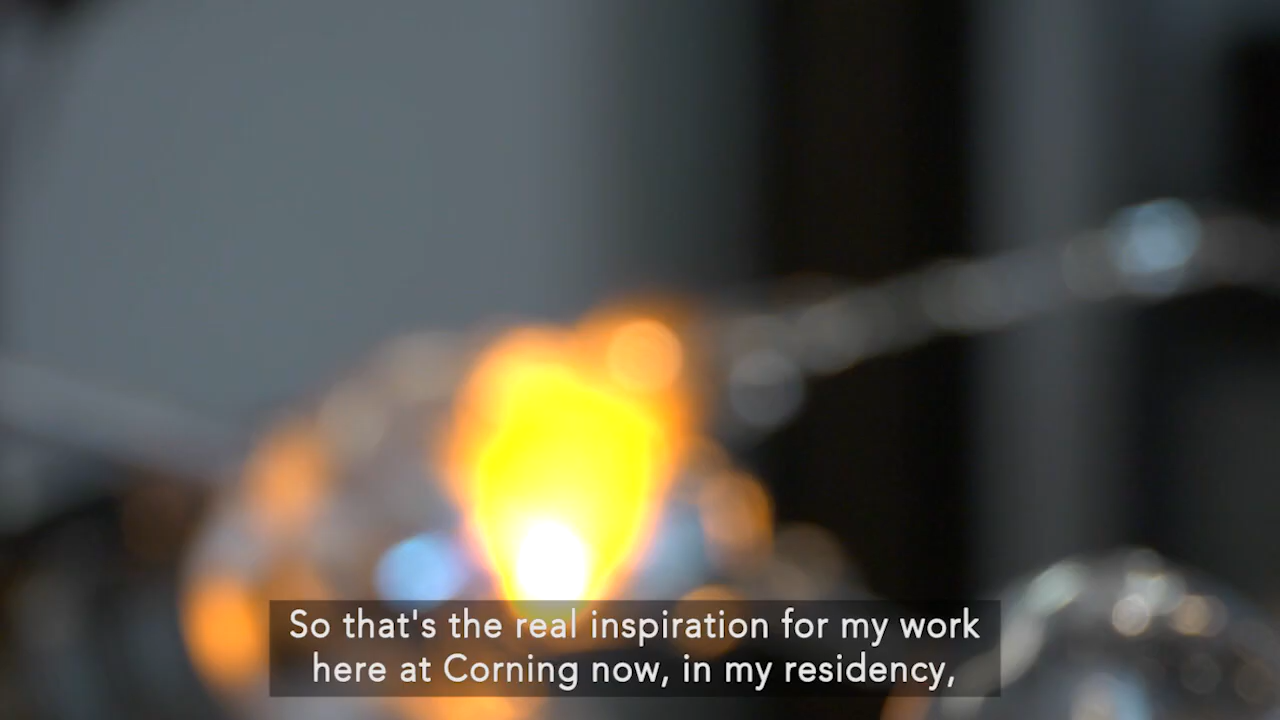 So that's the real inspiration for my work
here at Corning now, in my residency,